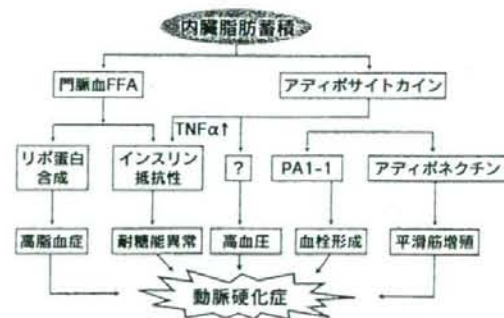 内臓脂肪蓄積
門脈血FFA
アディポサイトカイン
TNFα↑
リポ蛋白
合成
インスリン
抵抗性
?
PA1-1
アディポネクチン
高脂血症
耐糖能異常
高血圧
血栓形成
平滑筋増殖
動脈硬化症